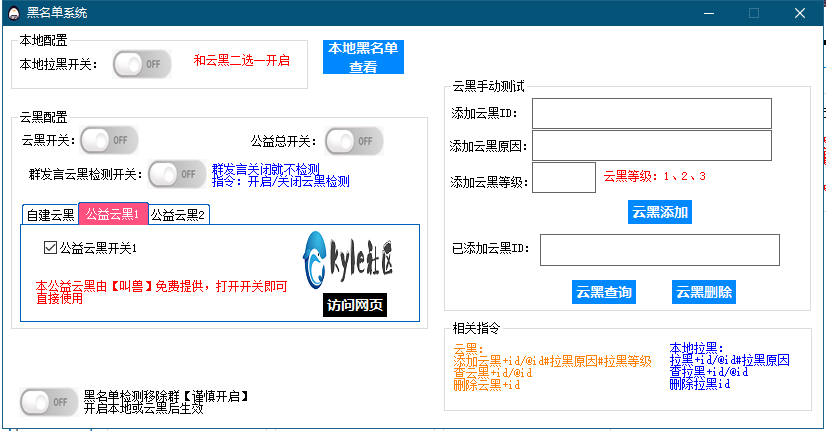 黑名单系统
本地配置
本地拉黑开关：
OFF
和云黑二选一开启
本地黑名单
查看
云黑配置
云黑开关：
OFF
公益总开关：
OFF
群发言云黑检测开关：
OFF
群发言关闭就不检测
指令：开启/关闭云黑检测
自建云黑
公益云黑1
公益云黑2
公益云黑开关1
本公益云黑由【叫兽】免费提供，打开开关即可
直接使用
kyle社区
访问网页
OFF
黑名单检测移除群【谨慎开启】
开启本地或云黑后生效
云黑手动测试
添加云黑ID：
添加云黑原因：
添加云黑等级：
云黑等级：1、2、3
云黑添加
已添加云黑ID：
云黑查询
云黑删除
相关指令
云黑：
添加云黑+id/@id#拉黑原因#拉黑等级
查云黑+id/@id
删除云黑+id
本地拉黑：
拉黑+id/@id#拉黑原因
查拉黑+id/@id
删除拉黑id